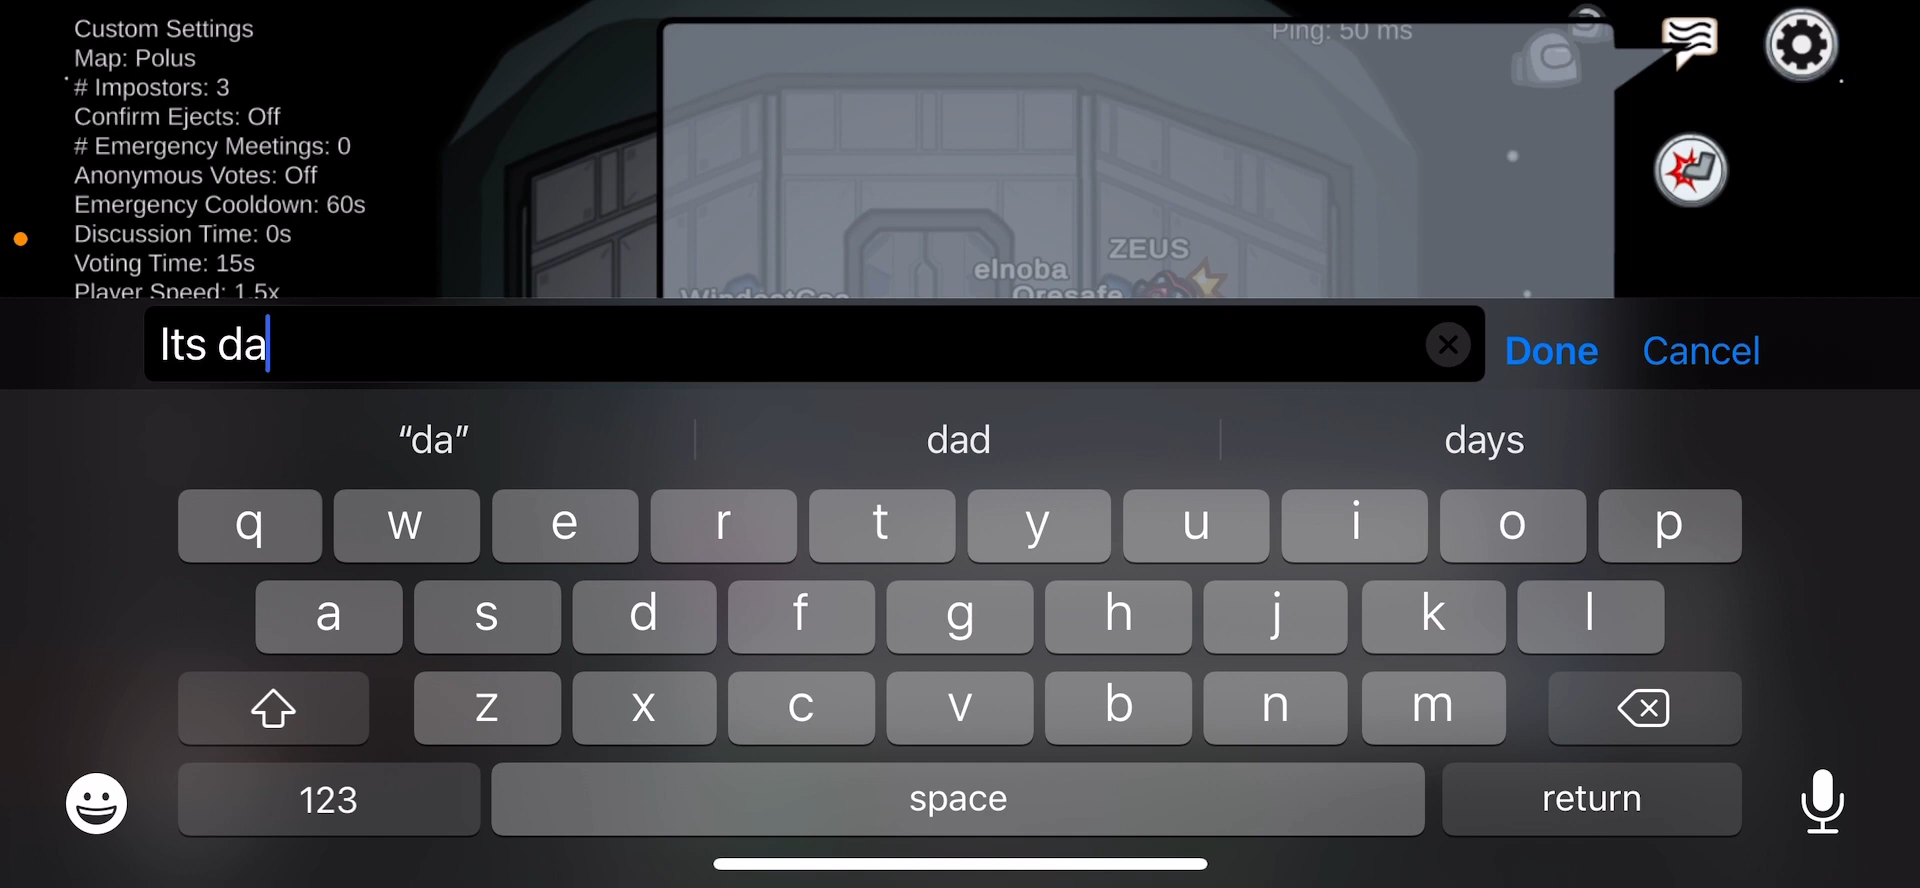 Custom Settings
Map: Polus
# Impostors: 3
Confirm Ejects: Off
# Emergency Meetings: 0
Anonymous Votes: Off
Emergency Cooldown: 60s
Discussion Time: 0s
Voting Time: 15s
Player Speed: 1.5x
Ping: 50 ms
ZEUS
elnoba
Oresafe
Its da
Done
Cancel
“da”
dad
days
q w e r t y u i o p
a s d f g h j k l
z x c v b n m
123
space
return